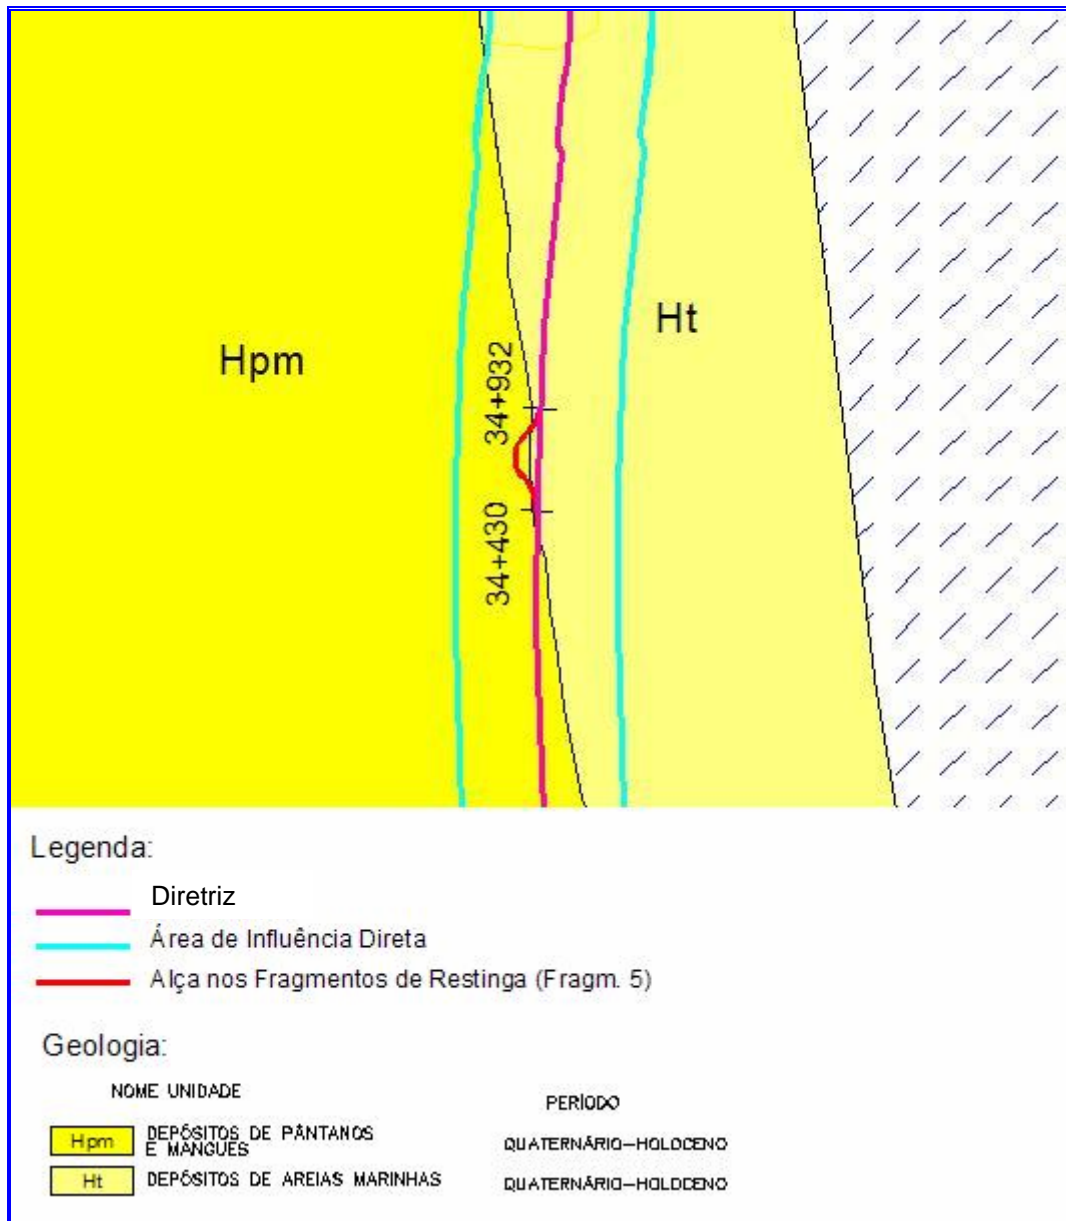 Hpm
Ht
34+932
34+430
Legenda:
Diretriz
Área de Influência Direta
Alça nos Fragmentos de Restinga (Fragm. 5)
Geologia:
NOME UNIDADE
PERÍODO
Hpm
DEPÓSITOS DE PÂNTANOS
E MANGUES
QUATERNÁRIO-HOLOCENO
Ht
DEPÓSITOS DE AREIAS MARINHAS
QUATERNÁRIO-HOLOCENO